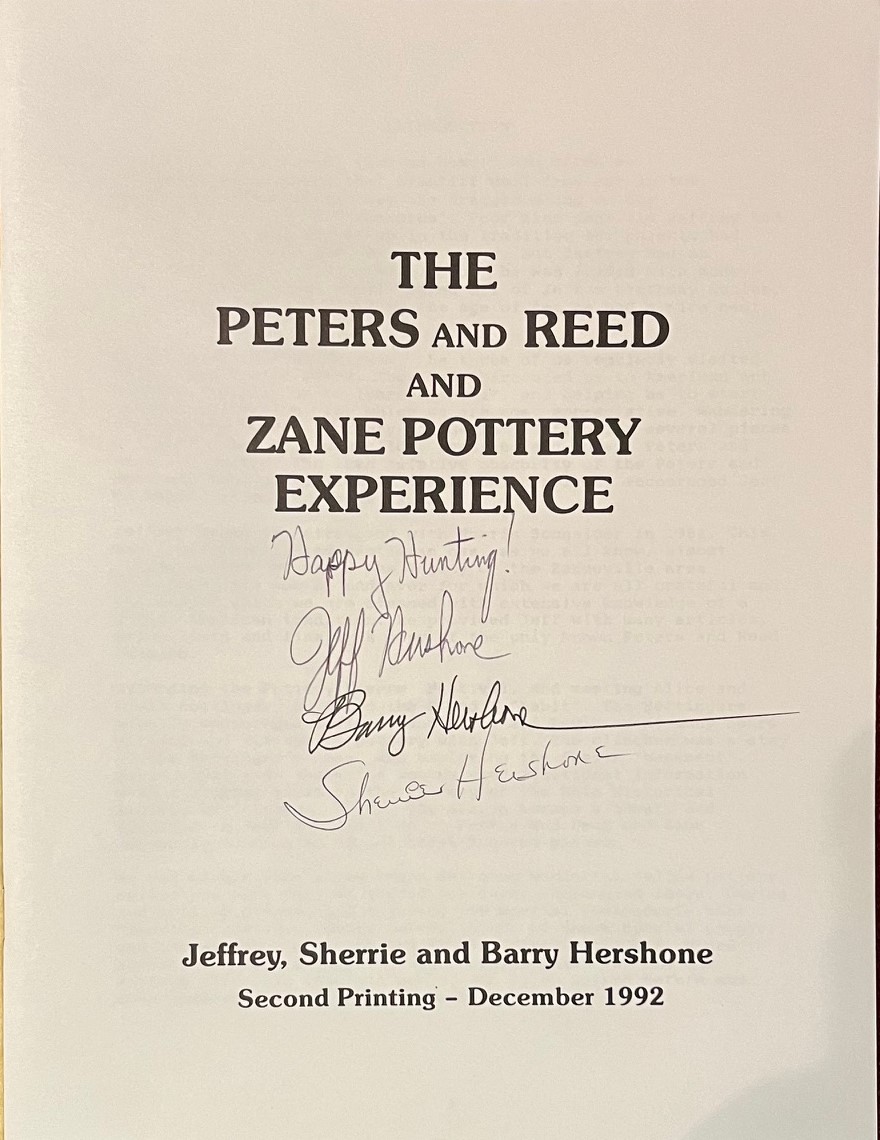 THE
PETERS AND REED
AND
ZANE POTTERY
EXPERIENCE
Happy Hunting!
Jeff Hershone
Barry Hershone
Sherrie Hershone
Jeffrey, Sherrie and Barry Hershone
Second Printing – December 1992